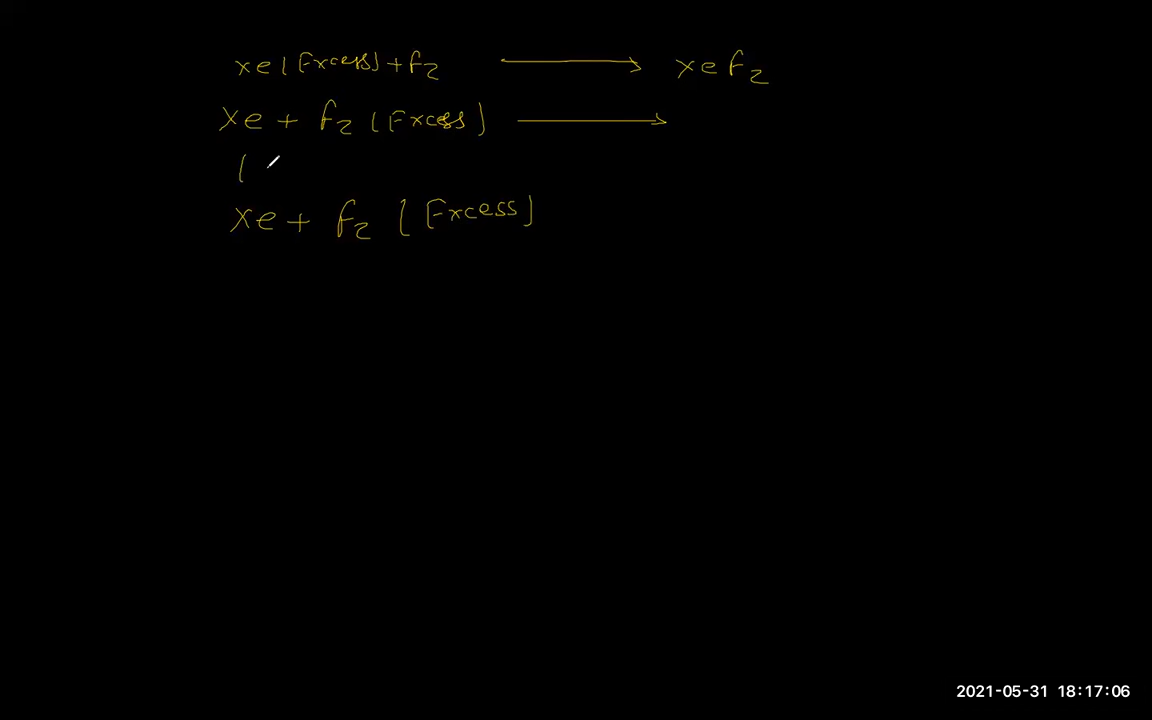 xe (Excess) + F2 → xeF2
xe + F2 (Excess) →
(
xe + F2 (Excess)
2021-05-31 18:17:06